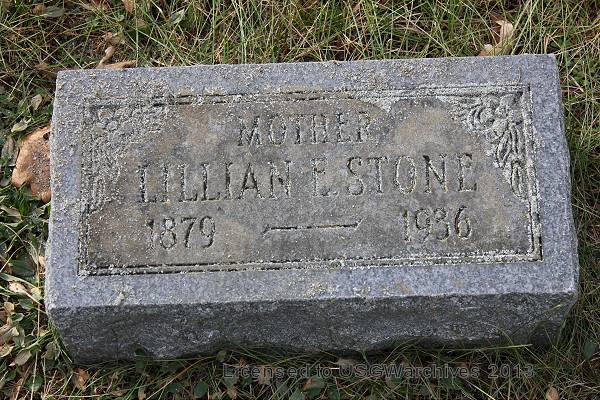 MOTHER
LILLIAN E. STONE
1879 — 1936
Licensed to USGWarchives 2013